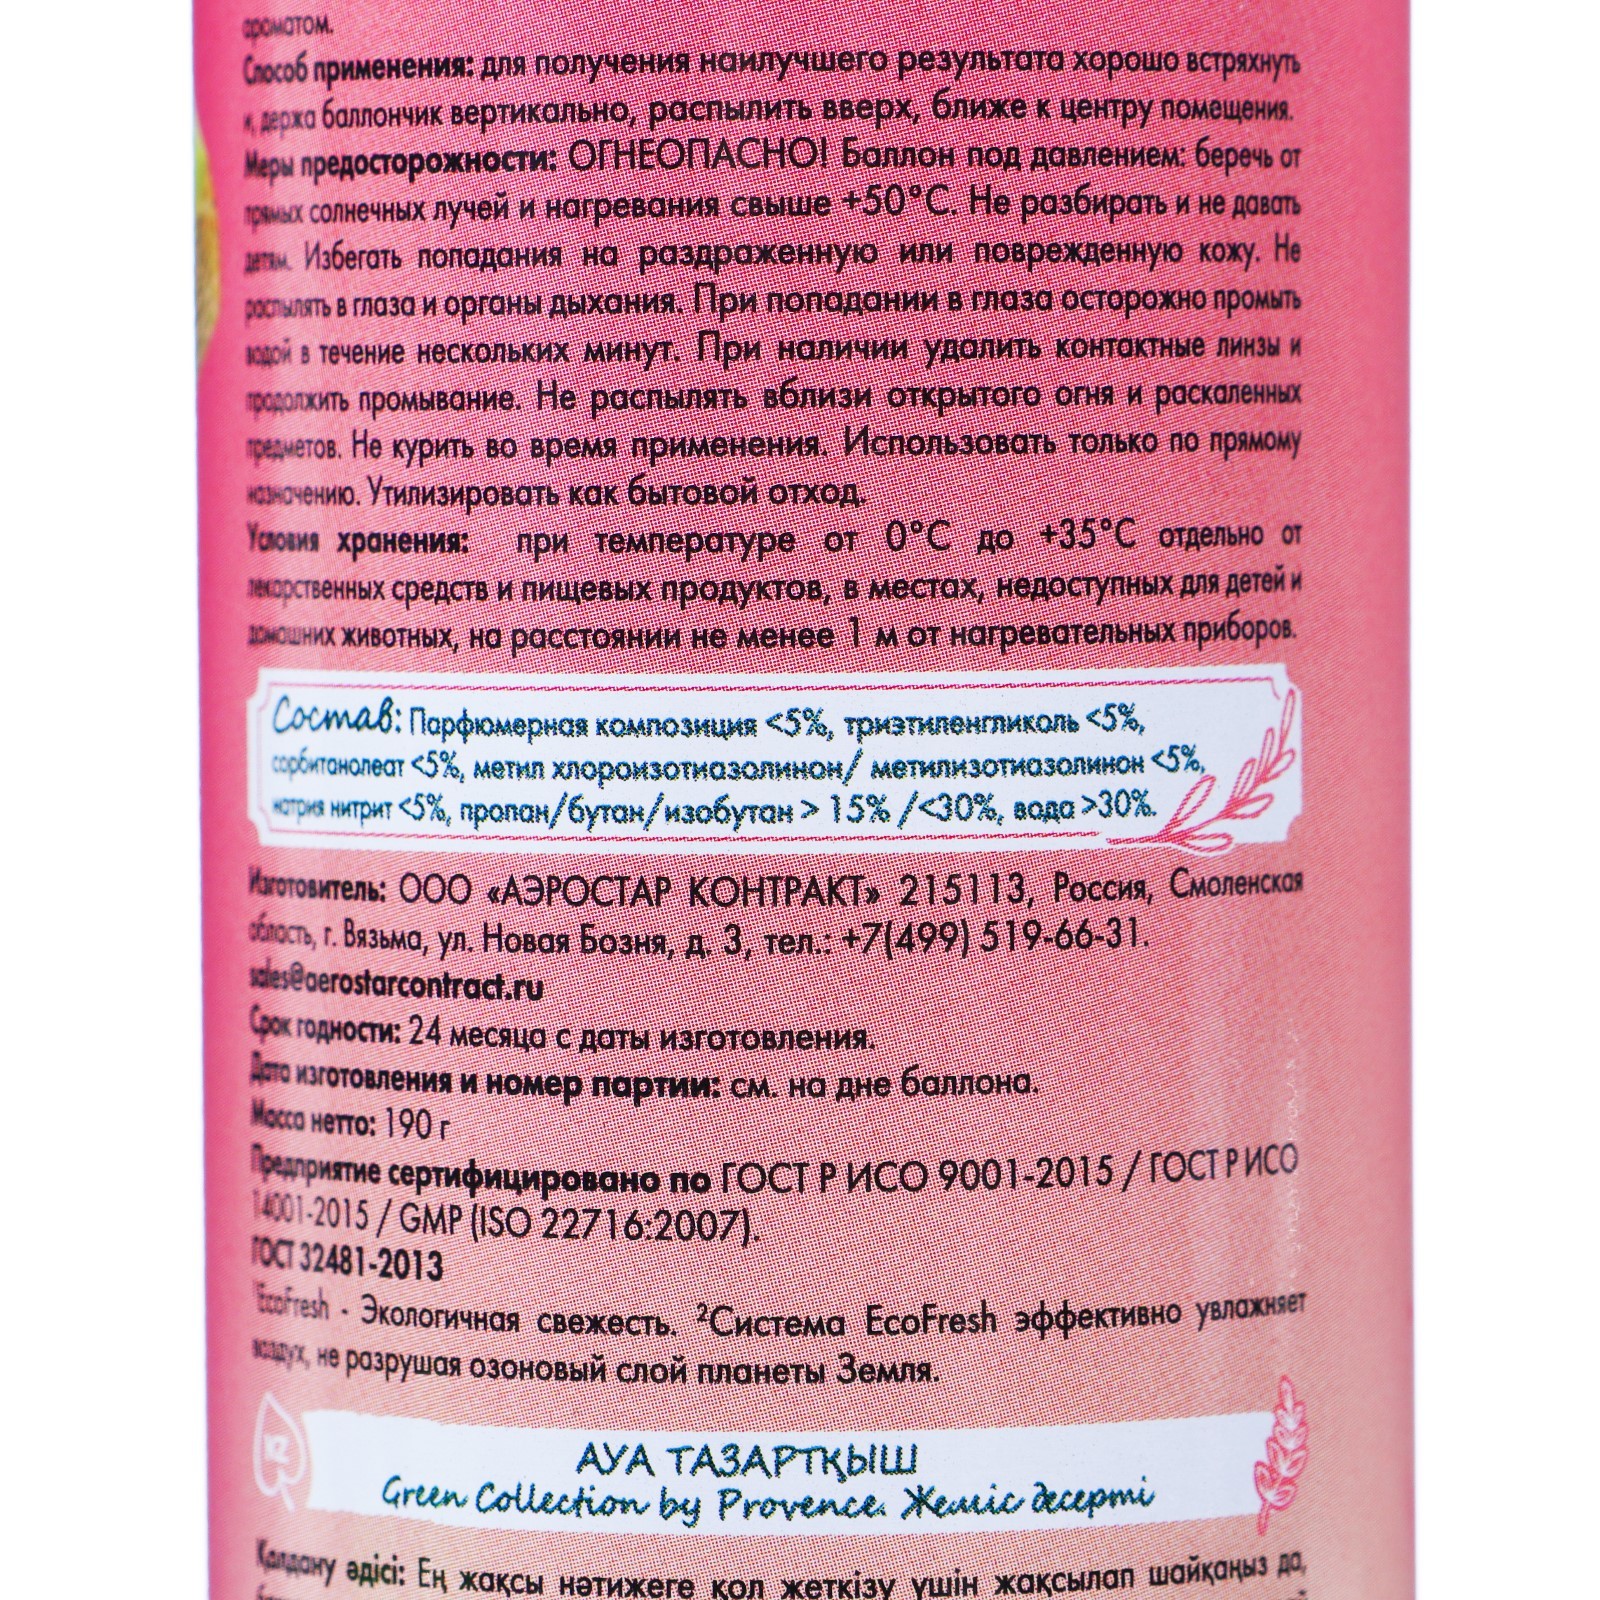 ароматом.
Способ применения: для получения наилучшего результата хорошо встряхнуть
и, держа баллончик вертикально, распылить вверх, ближе к центру помещения.
Меры предосторожности: ОГНЕОПАСНО! Баллон под давлением: беречь от
прямых солнечных лучей и нагревания свыше +50°С. Не разбирать и не давать
детям. Избегать попадания на раздраженную или поврежденную кожу. Не
распылять в глаза и органы дыхания. При попадании в глаза осторожно промыть
водой в течение нескольких минут. При наличии удалить контактные линзы и
продолжить промывание. Не распылять вблизи открытого огня и раскаленных
предметов. Не курить во время применения. Использовать только по прямому
назначению. Утилизировать как бытовой отход.
Условия хранения: при температуре от 0°С до +35°С отдельно от
лекарственных средств и пищевых продуктов, в местах, недоступных для детей и
домашних животных, на расстоянии не менее 1 м от нагревательных приборов.
Состав: Парфюмерная композиция <5%, триэтиленгликоль <5%,
сорбитанолеат <5%, метил хлороизотиазолинон/ метилизотиазолинон <5%,
натрия нитрит <5%, пропан/бутан/изобутан > 15% /<30%, вода >30%.
Изготовитель: ООО «АЭРОСТАР КОНТРАКТ» 215113, Россия, Смоленская
область, г. Вязьма, ул. Новая Бозня, д. 3, тел.: +7(499) 519-66-31.
sales@aerostarcontract.ru
Срок годности: 24 месяца с даты изготовления.
Дата изготовления и номер партии: см. на дне баллона.
Масса нетто: 190 г
Предприятие сертифицировано по ГОСТ Р ИСО 9001-2015 / ГОСТ Р ИСО
14001-2015 / GMP (ISO 22716:2007).
ГОСТ 32481-2013
¹EcoFresh - Экологичная свежесть. ²Система EcoFresh эффективно увлажняет
воздух, не разрушая озоновый слой планеты Земля.
KZ
АУА ТАЗАРТҚЫШ
Green Collection by Provence. Жеміс десерті
Қолдану әдісі: Ең жақсы нәтижеге қол жеткізу үшін жақсылап шайқаңыз да,